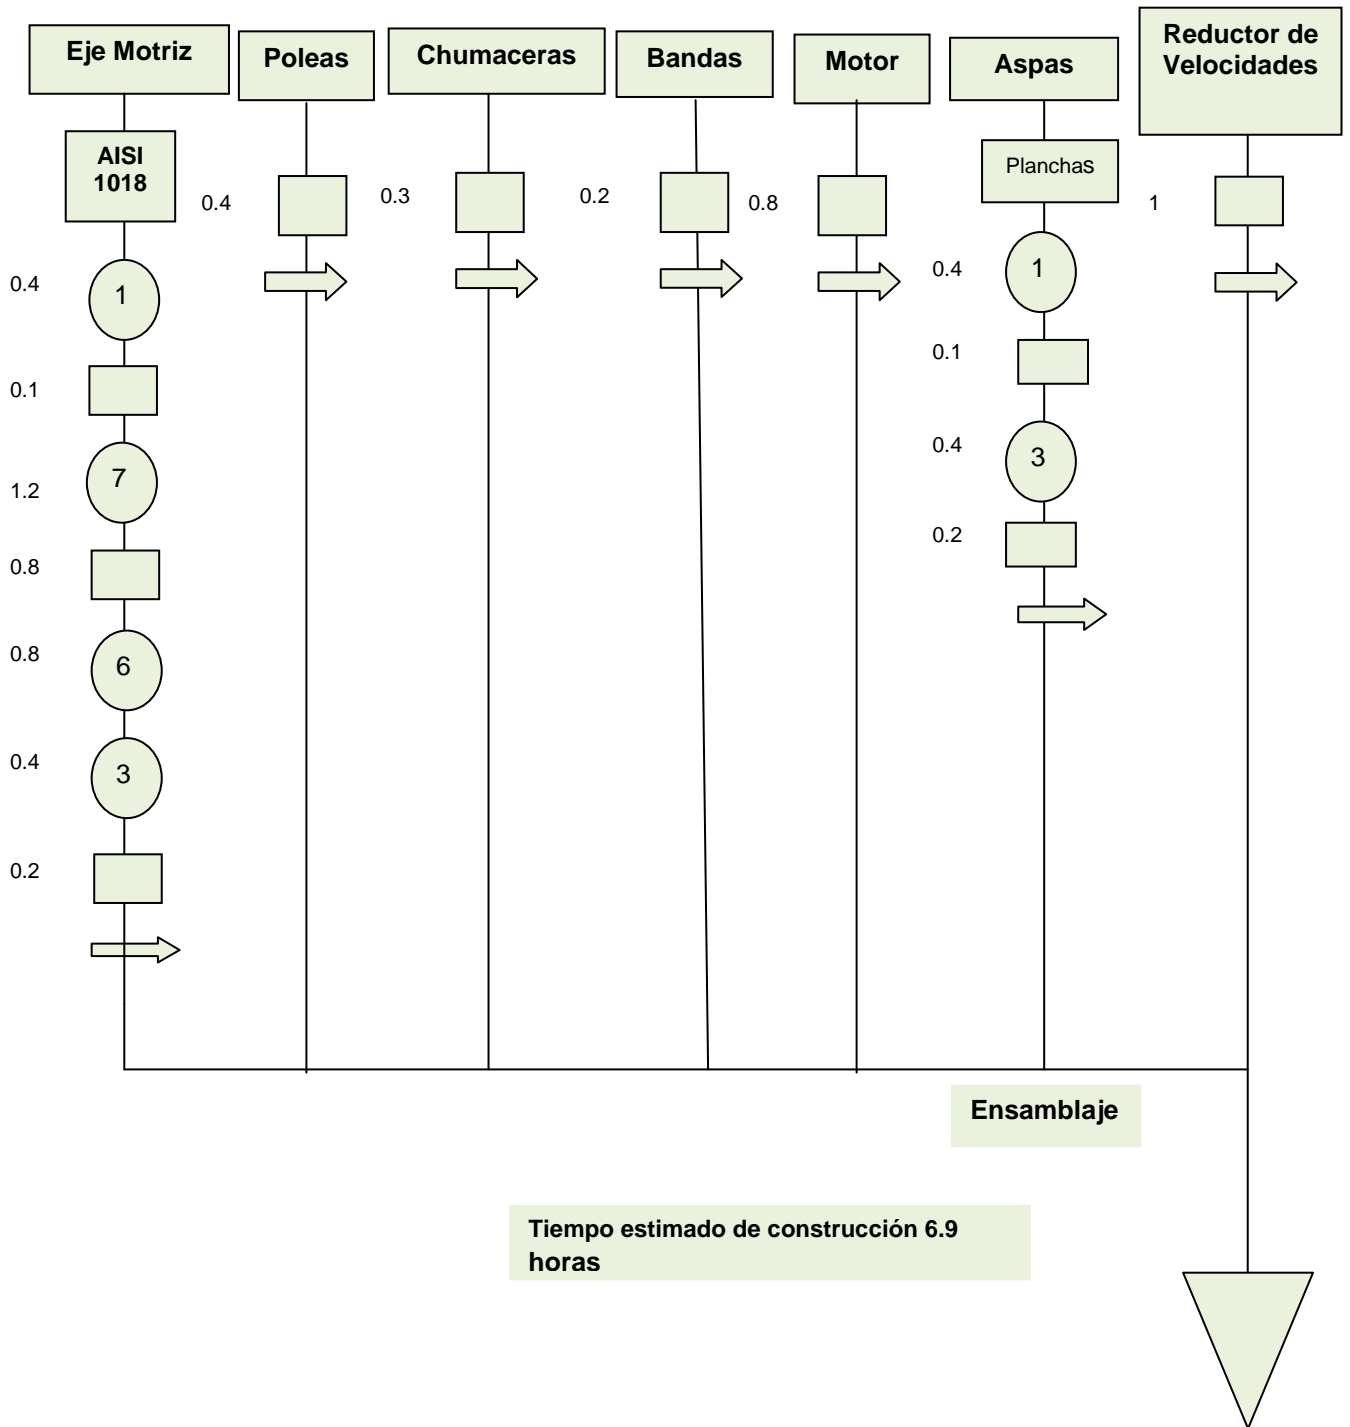 Eje Motriz
Poleas
Chumaceras
Bandas
Motor
Aspas
Reductor de
Velocidades
AISI
1018
0.4
0.3
0.2
0.8
Planchas
1
0.4
1
0.4
1
0.1
0.1
7
1.2
0.4
3
0.8
0.2
0.8
6
0.4
3
0.2
Ensamblaje
Tiempo estimado de construcción 6.9
horas